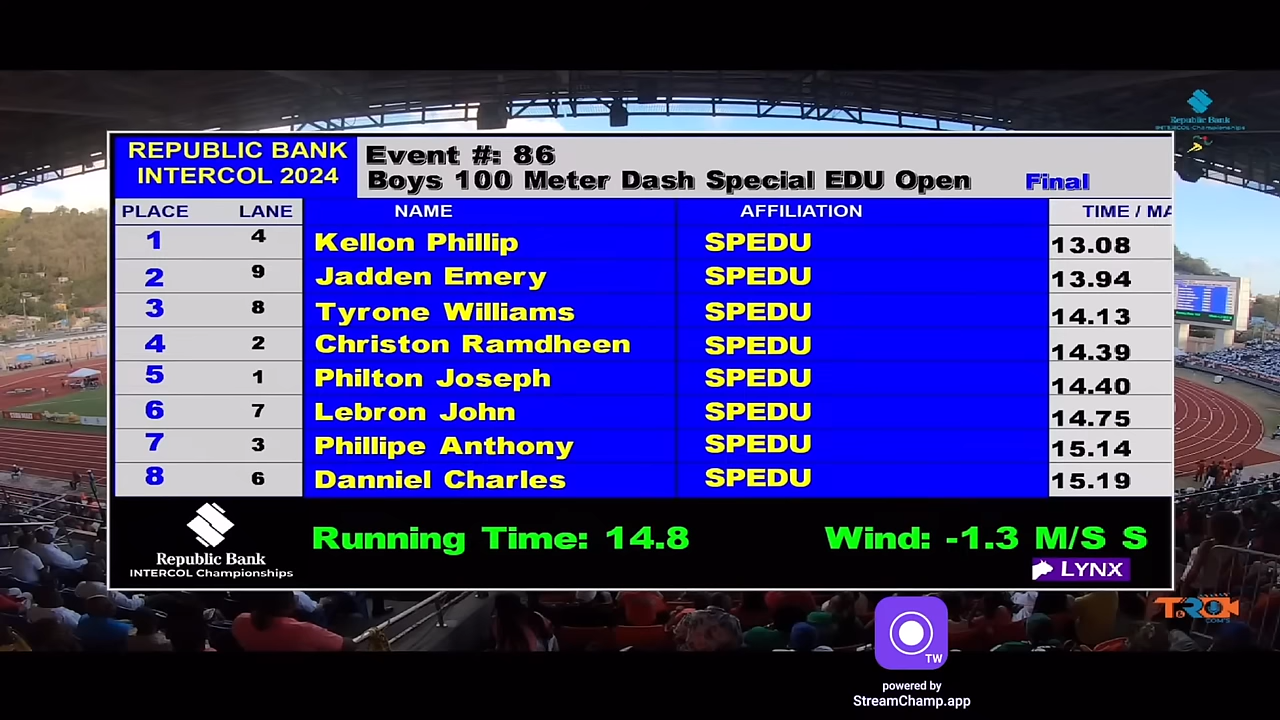 REPUBLIC BANK
INTERCOL 2024
Event #: 86
Boys 100 Meter Dash Special EDU Open Final
PLACE LANE NAME AFFILIATION TIME / MA
1 4 Kellon Phillip SPEDU 13.08
2 9 Jadden Emery SPEDU 13.94
3 8 Tyrone Williams SPEDU 14.13
4 2 Christon Ramdheen SPEDU 14.39
5 1 Philton Joseph SPEDU 14.40
6 7 Lebron John SPEDU 14.75
7 3 Phillipe Anthony SPEDU 15.14
8 6 Danniel Charles SPEDU 15.19
Republic Bank
INTERCOL Championships
Running Time: 14.8 Wind: -1.3 M/S S
LYNX
Republic Bank
INTERCOL Championships
TW
powered by
StreamChamp.app